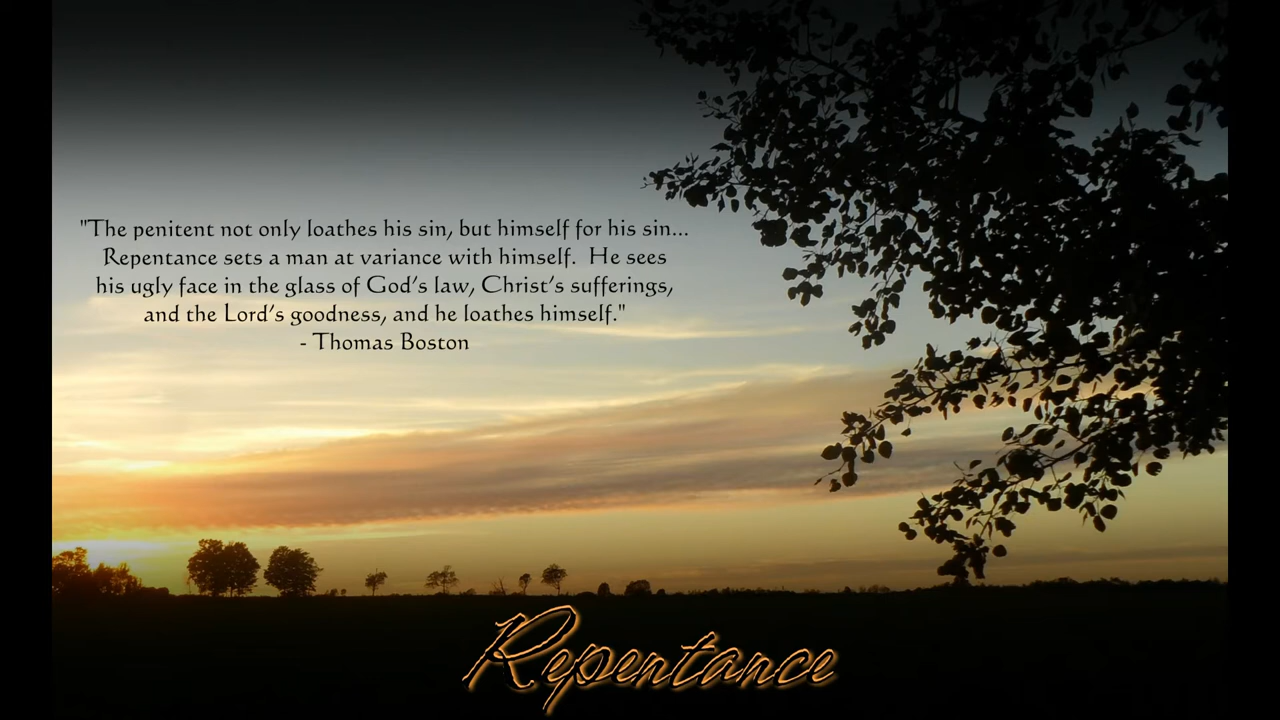 "The penitent not only loathes his sin, but himself for his sin...
Repentance sets a man at variance with himself.  He sees
his ugly face in the glass of God's law, Christ's sufferings,
and the Lord's goodness, and he loathes himself."
- Thomas Boston
Repentance